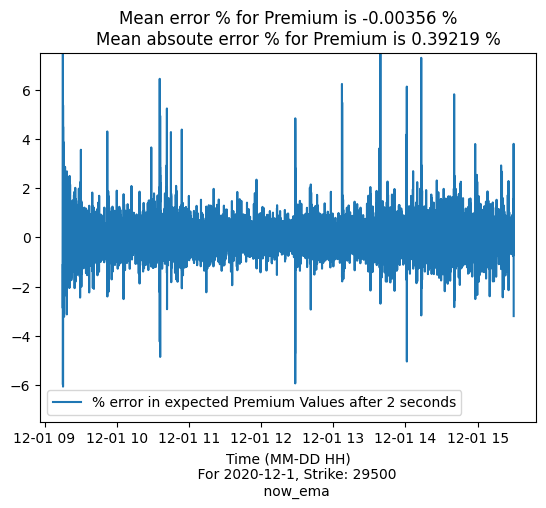 Mean error % for Premium is -0.00356 %
Mean absoute error % for Premium is 0.39219 %
6
4
2
0
−2
−4
−6
% error in expected Premium Values after 2 seconds
12-01 09 12-01 10 12-01 11 12-01 12 12-01 13 12-01 14 12-01 15
Time (MM-DD HH)
For 2020-12-1, Strike: 29500
now_ema